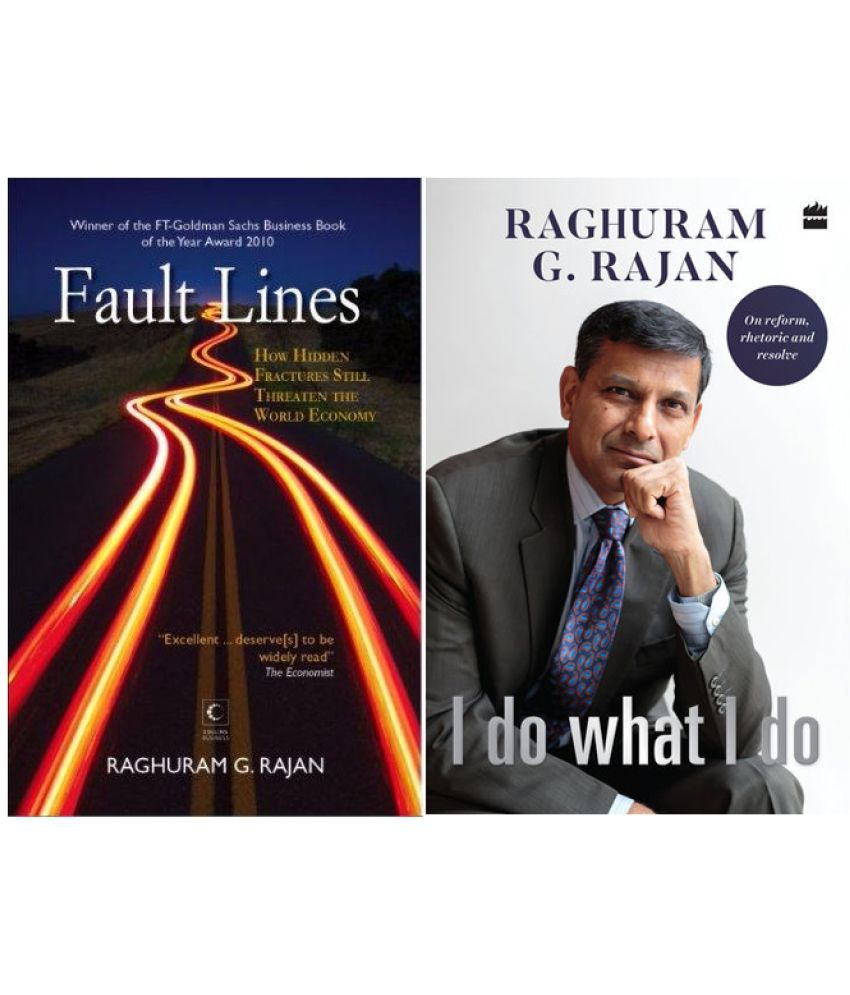 Winner of the FT-Goldman Sachs Business Book
of the Year Award 2010
Fault Lines
HOW HIDDEN
FRACTURES STILL
THREATEN THE
WORLD ECONOMY
"Excellent ... deserve[s] to be
widely read"
The Economist
COLLINS
BUSINESS
RAGHURAM G. RAJAN
RAGHURAM
G. RAJAN
On reform,
rhetoric and
resolve
I do what I do